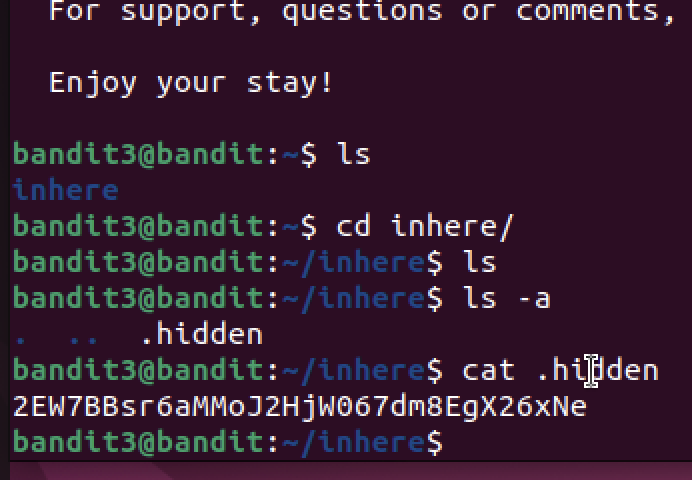 For support, questions or comments,
Enjoy your stay!
bandit3@bandit:~$ ls
inhere
bandit3@bandit:~$ cd inhere/
bandit3@bandit:~/inhere$ ls
bandit3@bandit:~/inhere$ ls -a
.  ..  .hidden
bandit3@bandit:~/inhere$ cat .hidden
2EW7BBsr6aMMoJ2HjW067dm8EgX26xNe
bandit3@bandit:~/inhere$